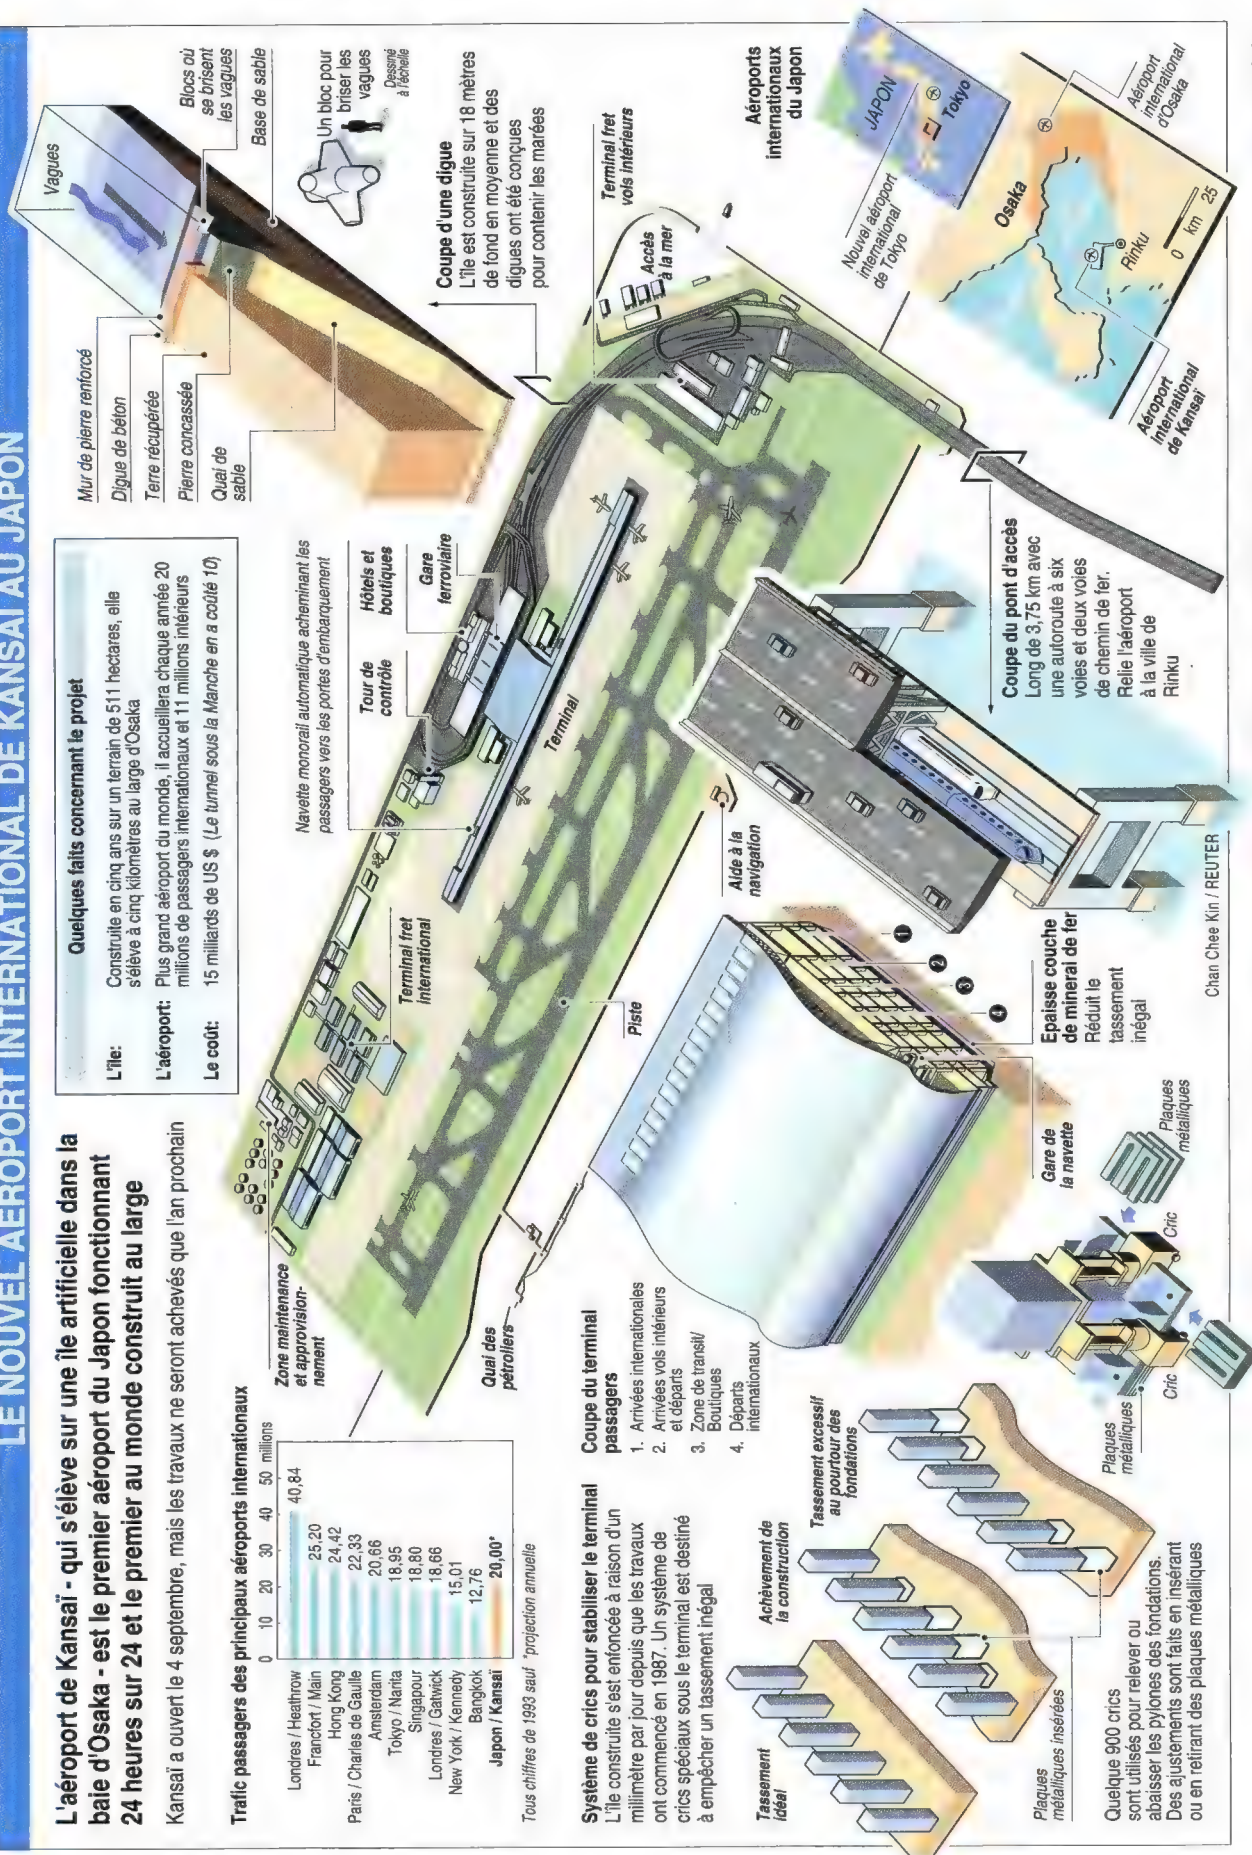 LE NOUVEL AEROPORT INTERNATIONAL DE KANSAI AU JAPON
L'aéroport de Kansaï - qui s'élève sur une île artificielle dans la
baie d'Osaka - est le premier aéroport du Japon fonctionnant
24 heures sur 24 et le premier au monde construit au large
Kansaï a ouvert le 4 septembre, mais les travaux ne seront achevés que l'an prochain
Quelques faits concernant le projet
L'île: Construite en cinq ans sur un terrain de 511 hectares, elle
s'élève à cinq kilomètres au large d'Osaka
L'aéroport: Plus grand aéroport du monde, il accueillera chaque année 20
millions de passagers internationaux et 11 millions intérieurs
Le coût: 15 milliards de US $ (Le tunnel sous la Manche en a coûté 10)
Mur de pierre renforcé
Digue de béton
Terre récupérée
Pierre concassée
Quai de
sable
Vagues
Blocs où
se brisent
les vagues
Base de sable
Un bloc pour
briser les
vagues
Dessiné
à l'échelle
Coupe d'une digue
L'île est construite sur 18 mètres
de fond en moyenne et des
digues ont été conçues
pour contenir les marées
Trafic passagers des principaux aéroports internationaux
0 10 20 30 40 50 millions
Londres / Heathrow 40,84
Francfort / Main 25,20
Hong Kong 24,42
Paris / Charles de Gaulle 22,33
Amsterdam 20,66
Tokyo / Narita 18,95
Singapour 18,80
Londres / Gatwick 18,66
New York / Kennedy 15,01
Bangkok 12,76
Japon / Kansaï 20,00*
Tous chiffres de 1993 sauf *projection annuelle
Zone maintenance
et approvision-
nement
Terminal fret
International
Navette monorail automatique acheminant les
passagers vers les portes d'embarquement
Tour de
contrôle
Hôtels et
boutiques
Gare
ferroviaire
Terminal
Terminal fret
vols intérieurs
Accès
à la mer
Quai des
pétroliers
Piste
Aide à la
navigation
Aéroports
internationaux
du Japon
JAPON
Tokyo
Nouvel aéroport
international
de Tokyo
Osaka
Rinku
0 km 25
Aéroport
international
d'Osaka
Aéroport
international
de Kansaï
Système de crics pour stabiliser le terminal
L'île construite s'est enfoncée à raison d'un
millimètre par jour depuis que les travaux
ont commencé en 1987. Un système de
crics spéciaux sous le terminal est destiné
à empêcher un tassement inégal
Coupe du terminal
passagers
1. Arrivées internationales
2. Arrivées vols intérieurs
et départs
3. Zone de transit/
Boutiques
4. Départs
internationaux
1
2
3
4
Gare de
la navette
Epaisse couche
de minerai de fer
Réduit le
tassement
inégal
Coupe du pont d'accès
Long de 3,75 km avec
une autoroute à six
voies et deux voies
de chemin de fer.
Relie l'aéroport
à la ville de
Rinku
Tassement
idéal
Achèvement de
la construction
Tassement excessif
au pourtour des
fondations
Plaques
métalliques insérées
Quelque 900 crics
sont utilisés pour relever ou
abaisser les pylones des fondations.
Des ajustements sont faits en insérant
ou en retirant des plaques métalliques
Plaques
métalliques
Cric
Cric
Plaques
métalliques
Chan Chee Kin / REUTER